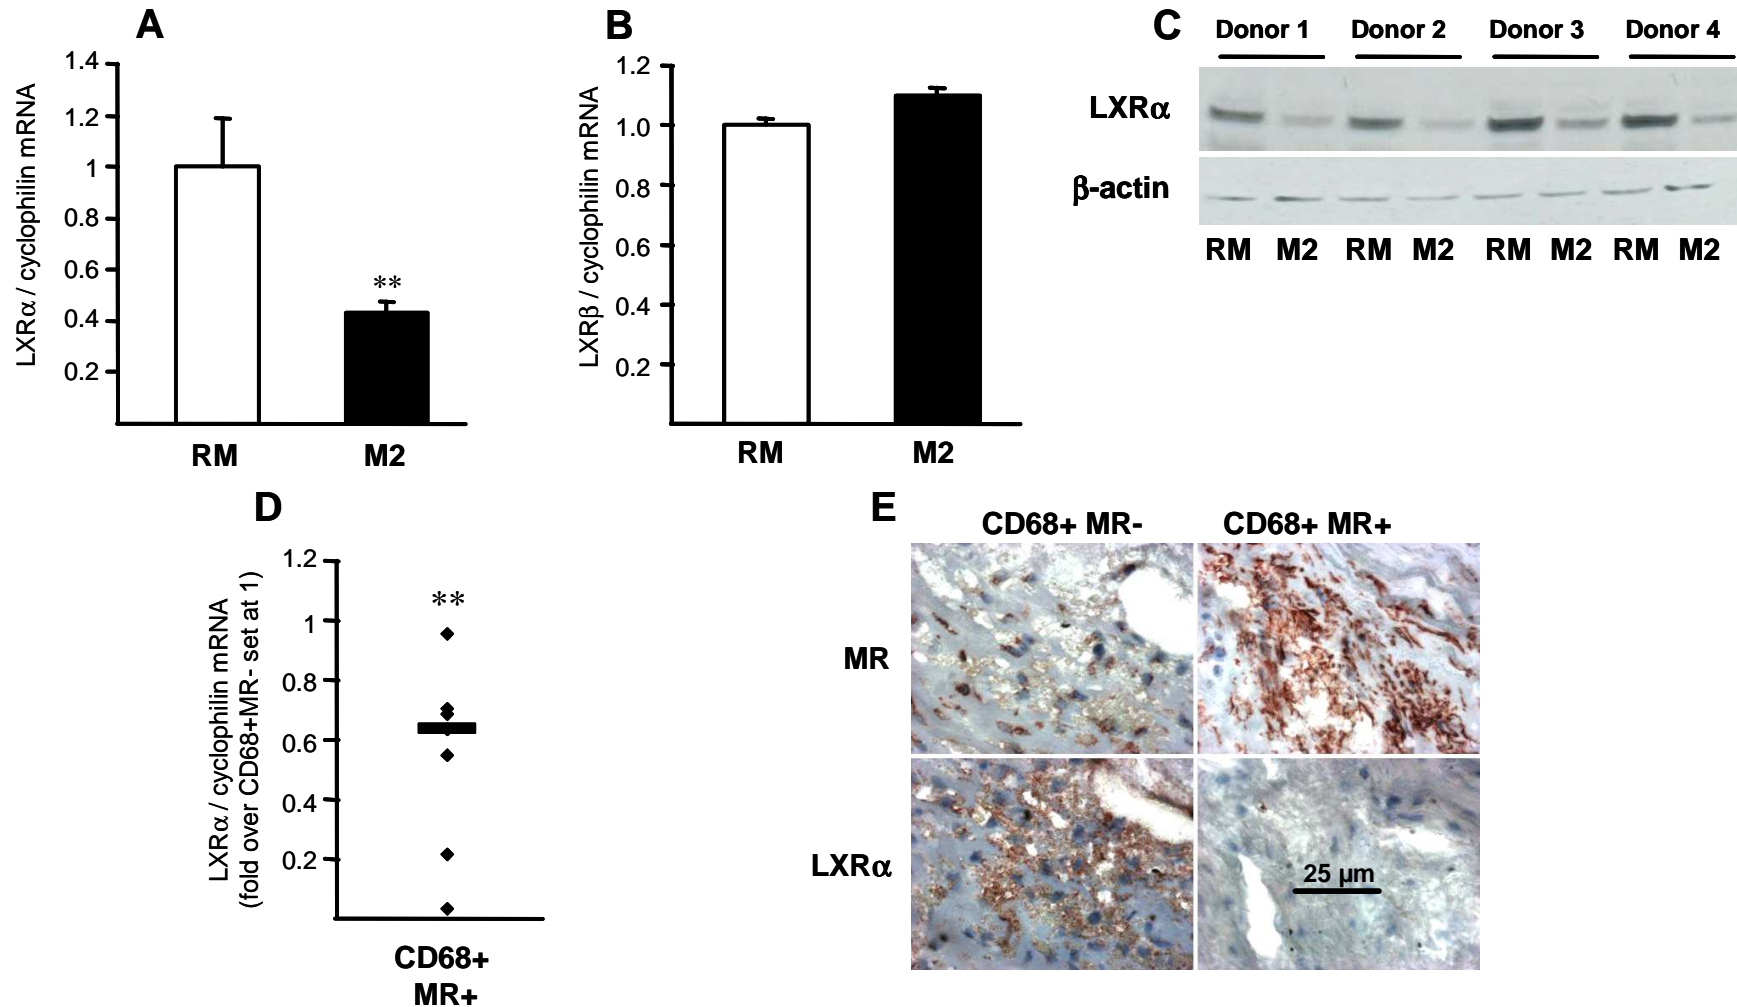 A
LXRα / cyclophilin mRNA
1.4
1.2
1
0.8
0.6
0.4
0.2
**
RM
M2
B
LXRβ / cyclophilin mRNA
1.2
1.0
0.8
0.6
0.4
0.2
RM
M2
C
Donor 1 Donor 2 Donor 3 Donor 4
LXRα
β-actin
RM M2 RM M2 RM M2 RM M2
D
LXRα / cyclophilin mRNA
(fold over CD68+MR- set at 1)
1.2
1
0.8
0.6
0.4
0.2
**
CD68+
MR+
E
CD68+ MR- CD68+ MR+
MR
LXRα
25 µm